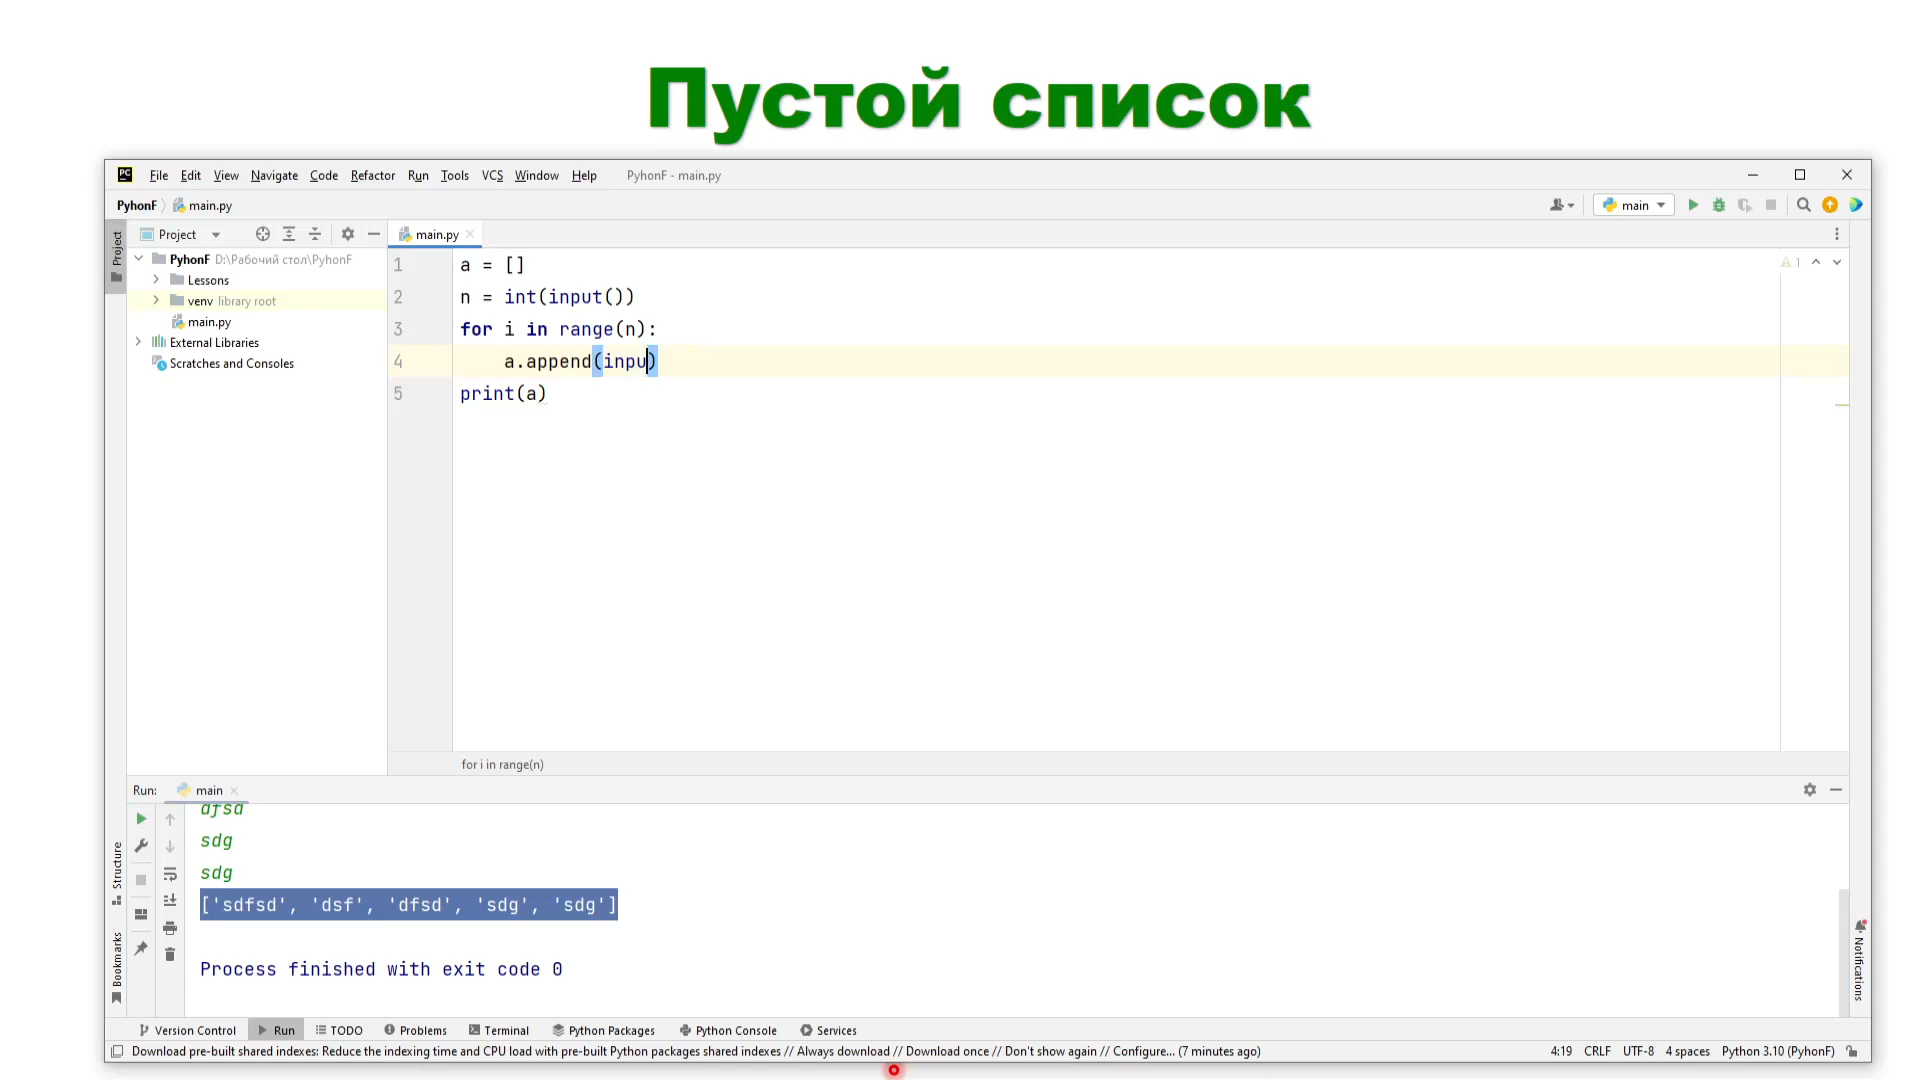 Пустой список
PC File Edit View Navigate Code Refactor Run Tools VCS Window Help PyhonF - main.py
PyhonF main.py main
Project Project main.py
PyhonF D:\Рабочий стол\PyhonF
Lessons
venv library root
main.py
External Libraries
Scratches and Consoles
1 a = []
2 n = int(input())
3 for i in range(n):
4 a.append(inpu)
5 print(a)
1
for i in range(n)
Run: main
dfsd
sdg
sdg
['sdfsd', 'dsf', 'dfsd', 'sdg', 'sdg']
Process finished with exit code 0
Structure
Bookmarks
Notifications
Version Control Run TODO Problems Terminal Python Packages Python Console Services
Download pre-built shared indexes: Reduce the indexing time and CPU load with pre-built Python packages shared indexes // Always download // Download once // Don't show again // Configure... (7 minutes ago) 4:19 CRLF UTF-8 4 spaces Python 3.10 (PyhonF)